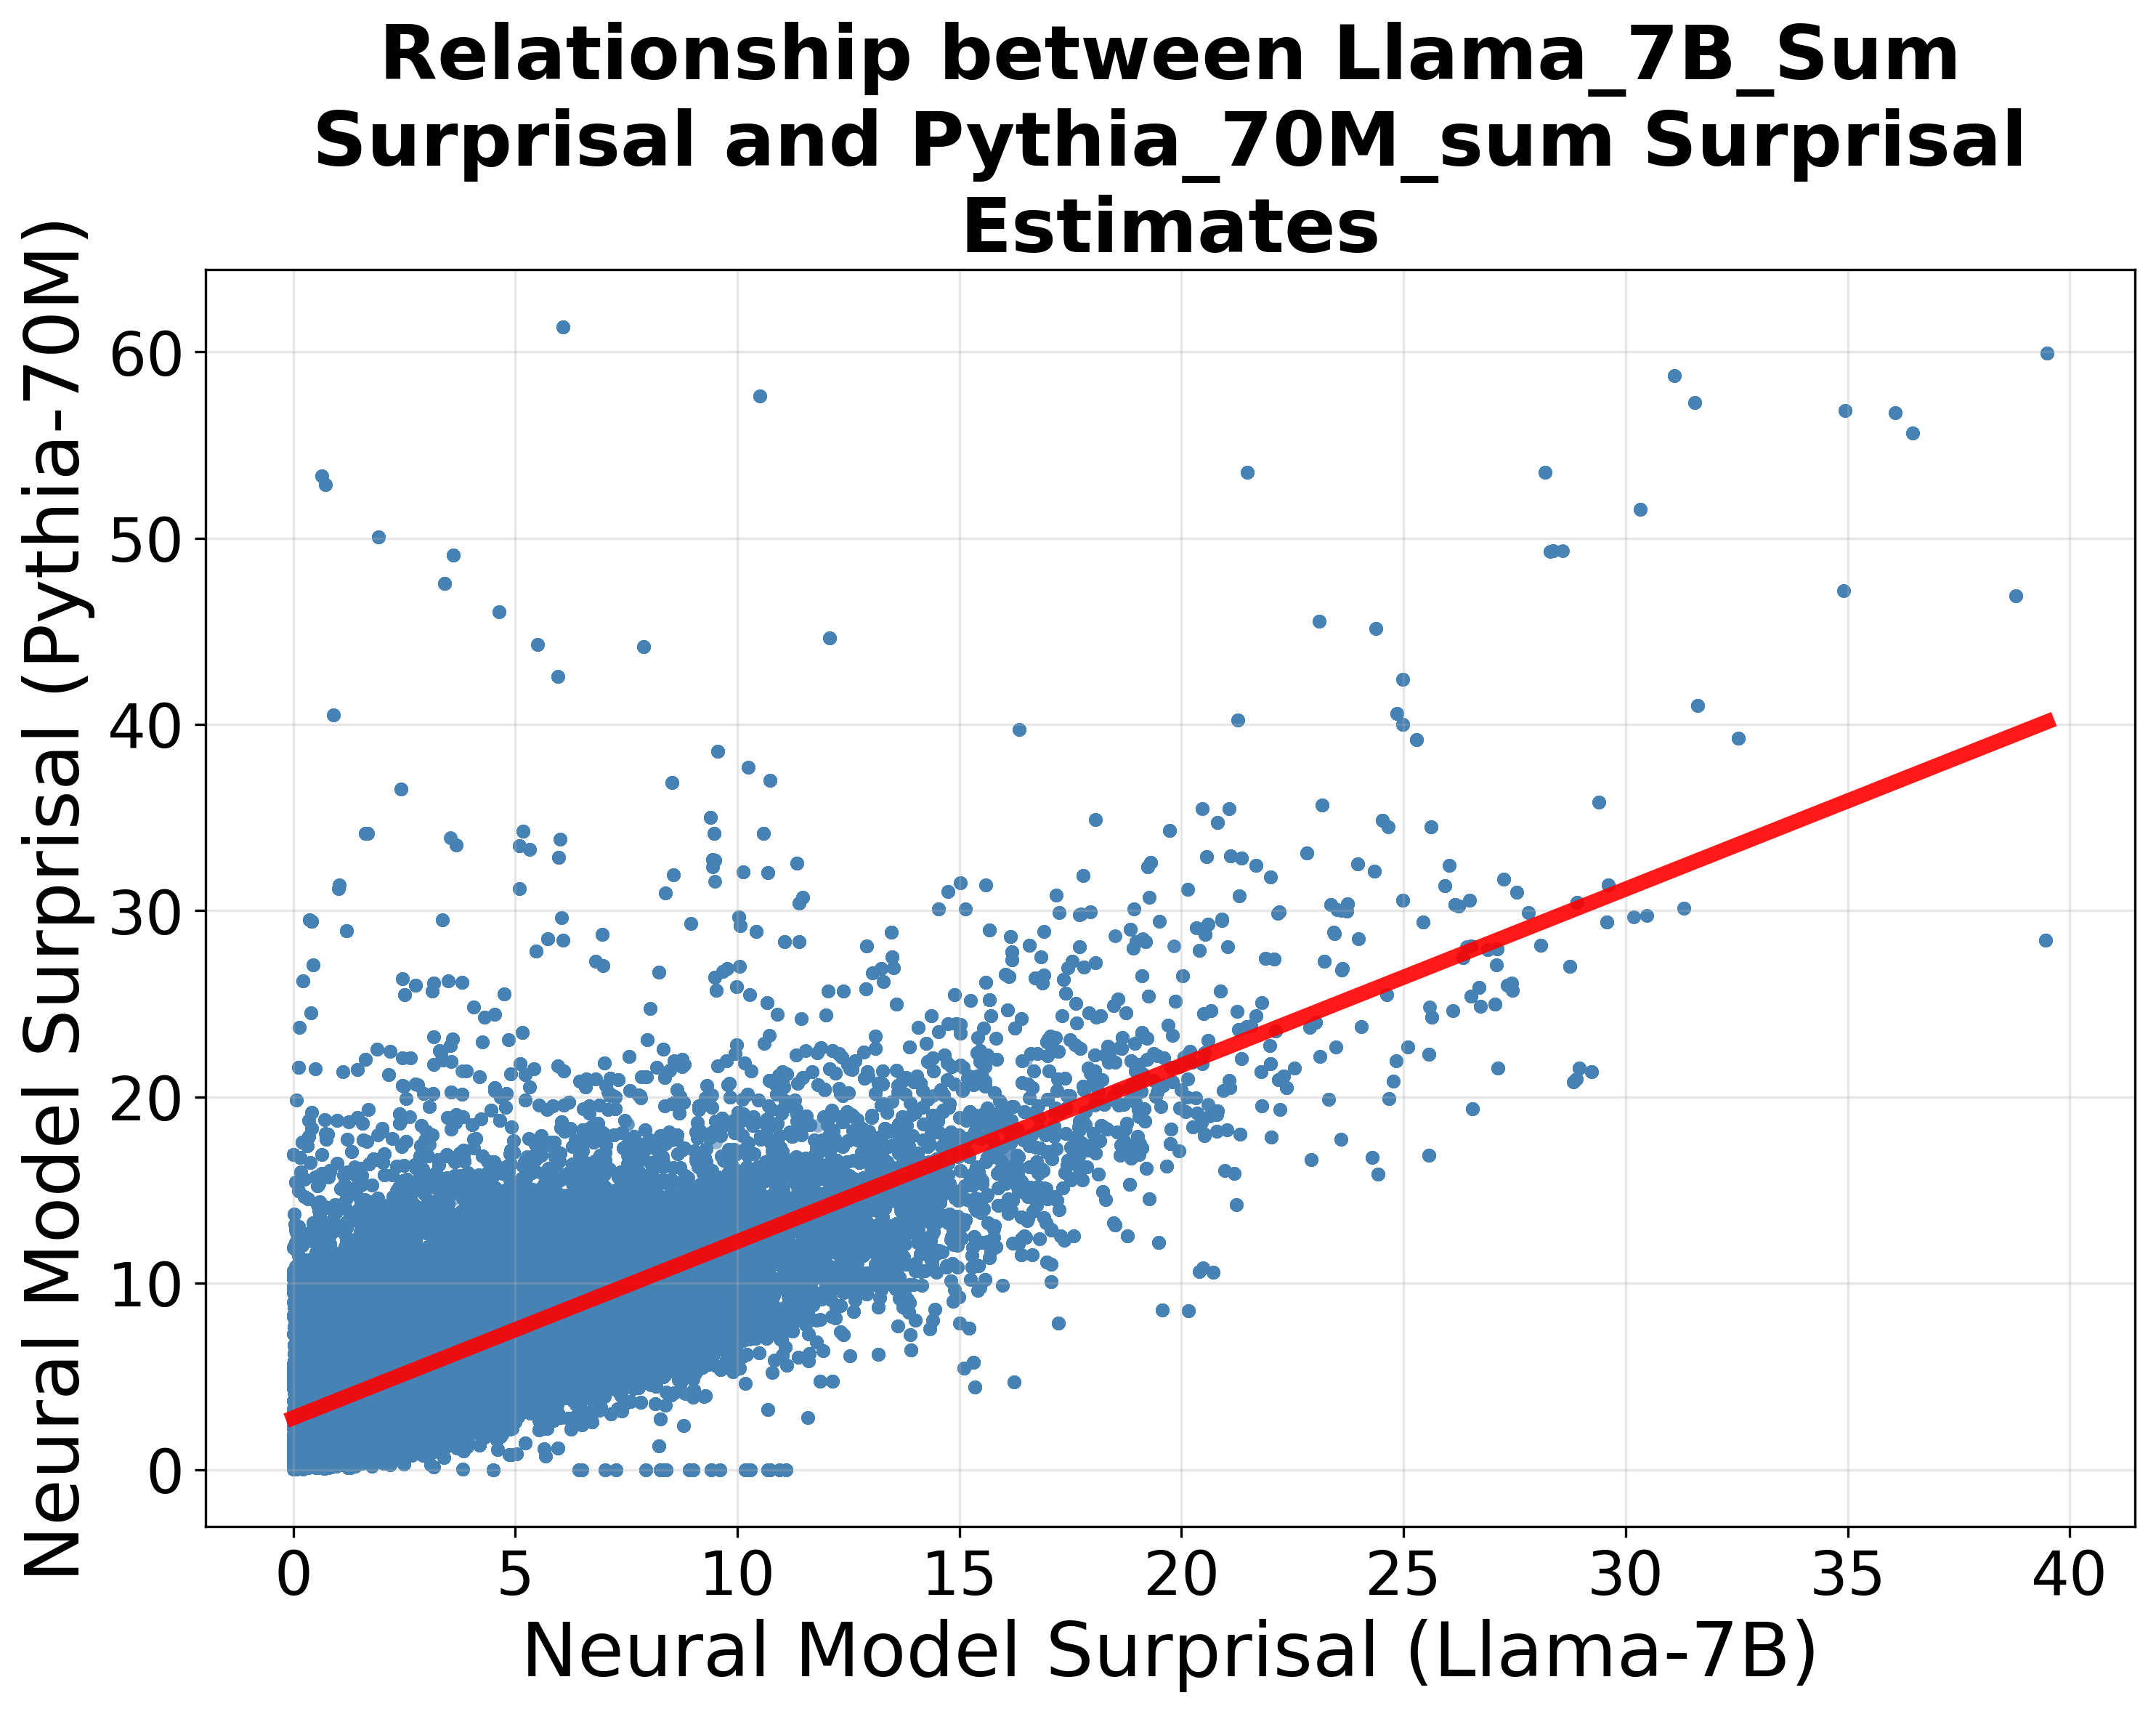 Relationship between Llama_7B_Sum
Surprisal and Pythia_70M_sum Surprisal
Estimates
Neural Model Surprisal (Pythia-70M)
60
50
40
30
20
10
0
0 5 10 15 20 25 30 35 40
Neural Model Surprisal (Llama-7B)